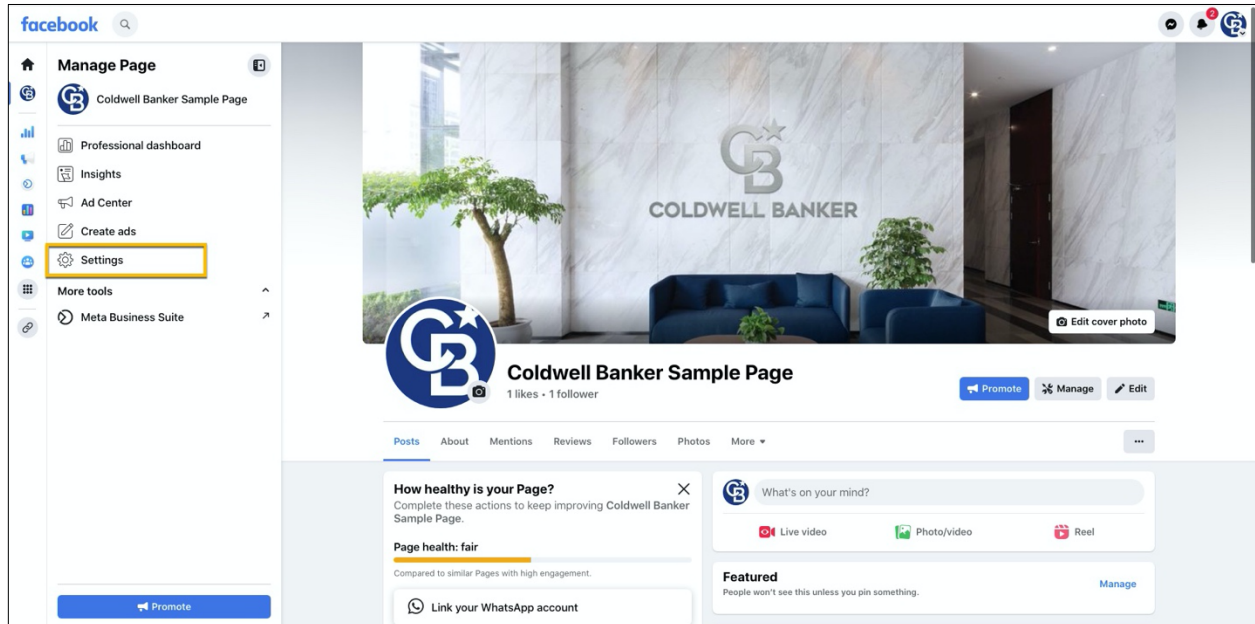 facebook
2
Manage Page
Coldwell Banker Sample Page
Professional dashboard
Insights
Ad Center
Create ads
Settings
More tools
Meta Business Suite
Promote
CB
COLDWELL BANKER
Edit cover photo
CB
Coldwell Banker Sample Page
1 likes • 1 follower
Promote
Manage
Edit
Posts
About
Mentions
Reviews
Followers
Photos
More
How healthy is your Page?
Complete these actions to keep improving Coldwell Banker
Sample Page.
Page health: fair
Compared to similar Pages with high engagement.
Link your WhatsApp account
What's on your mind?
Live video
Photo/video
Reel
Featured
People won't see this unless you pin something.
Manage